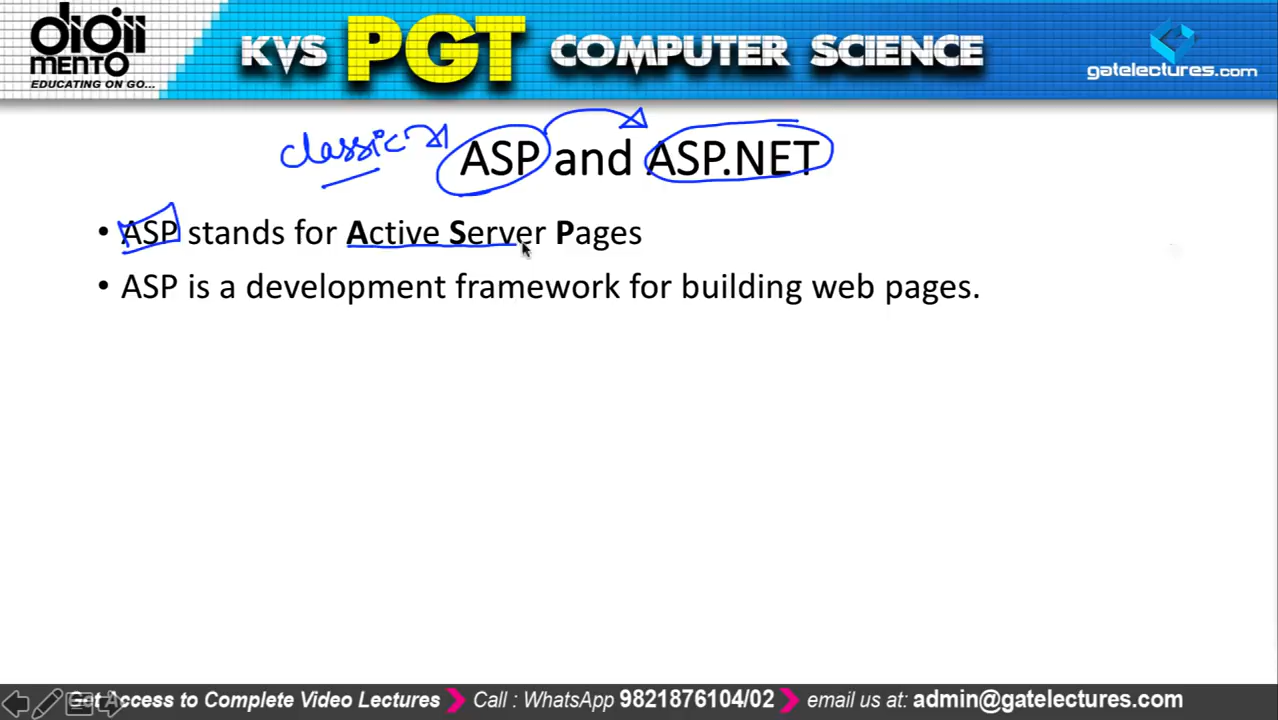 digii
MENTO
EDUCATING ON GO...
KVS PGT COMPUTER SCIENCE
gatelectures.com
classic
ASP and ASP.NET
• ASP stands for Active Server Pages
• ASP is a development framework for building web pages.
Get Access to Complete Video Lectures
Call : WhatsApp 9821876104/02
email us at: admin@gatelectures.com